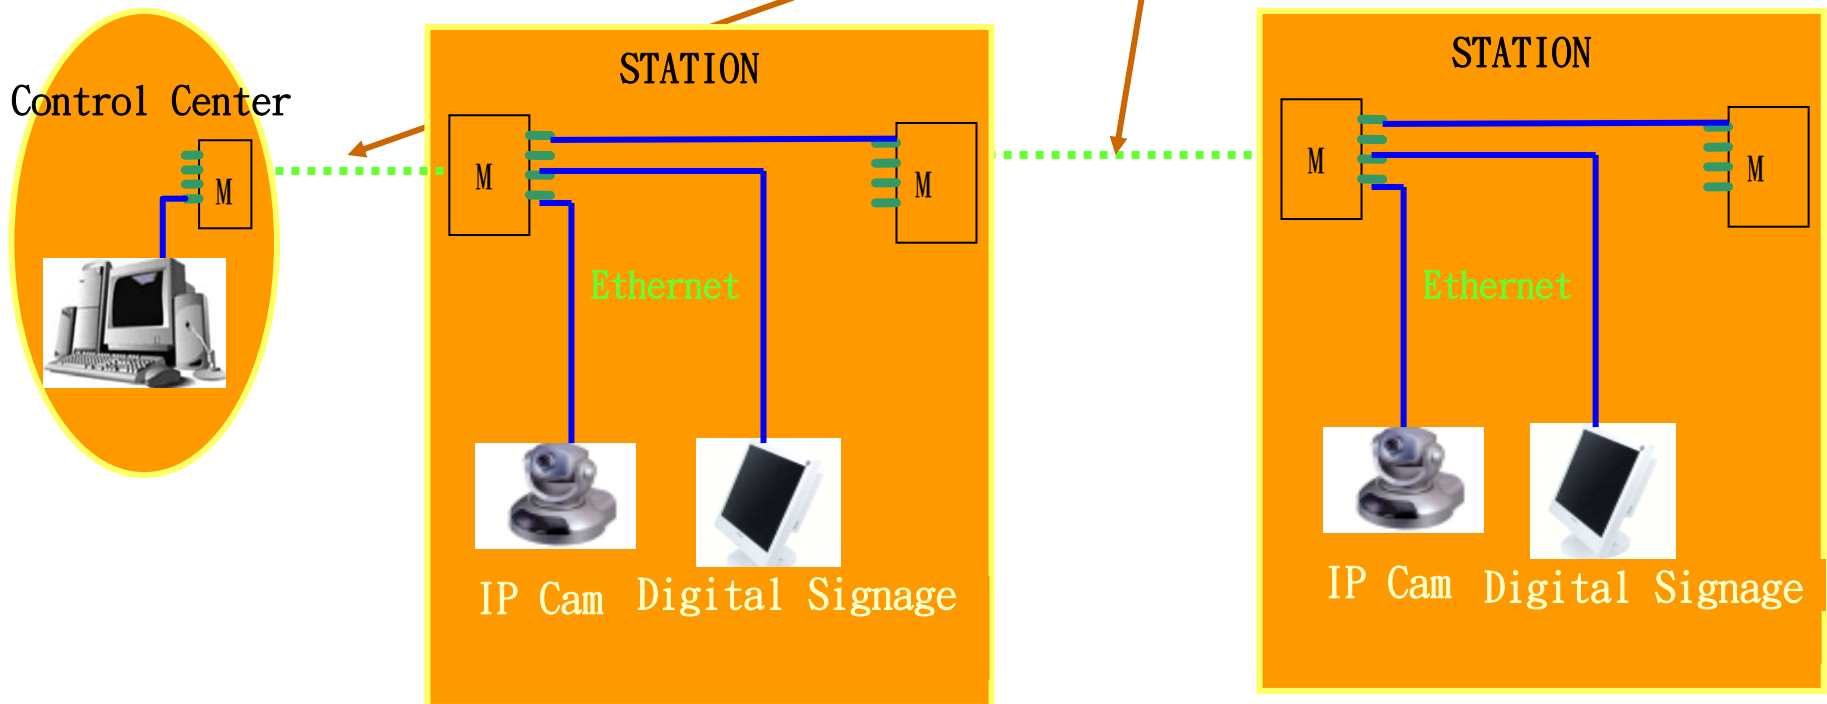 Control Center
M
STATION
M
M
Ethernet
IP Cam
Digital Signage
STATION
M
M
Ethernet
IP Cam
Digital Signage